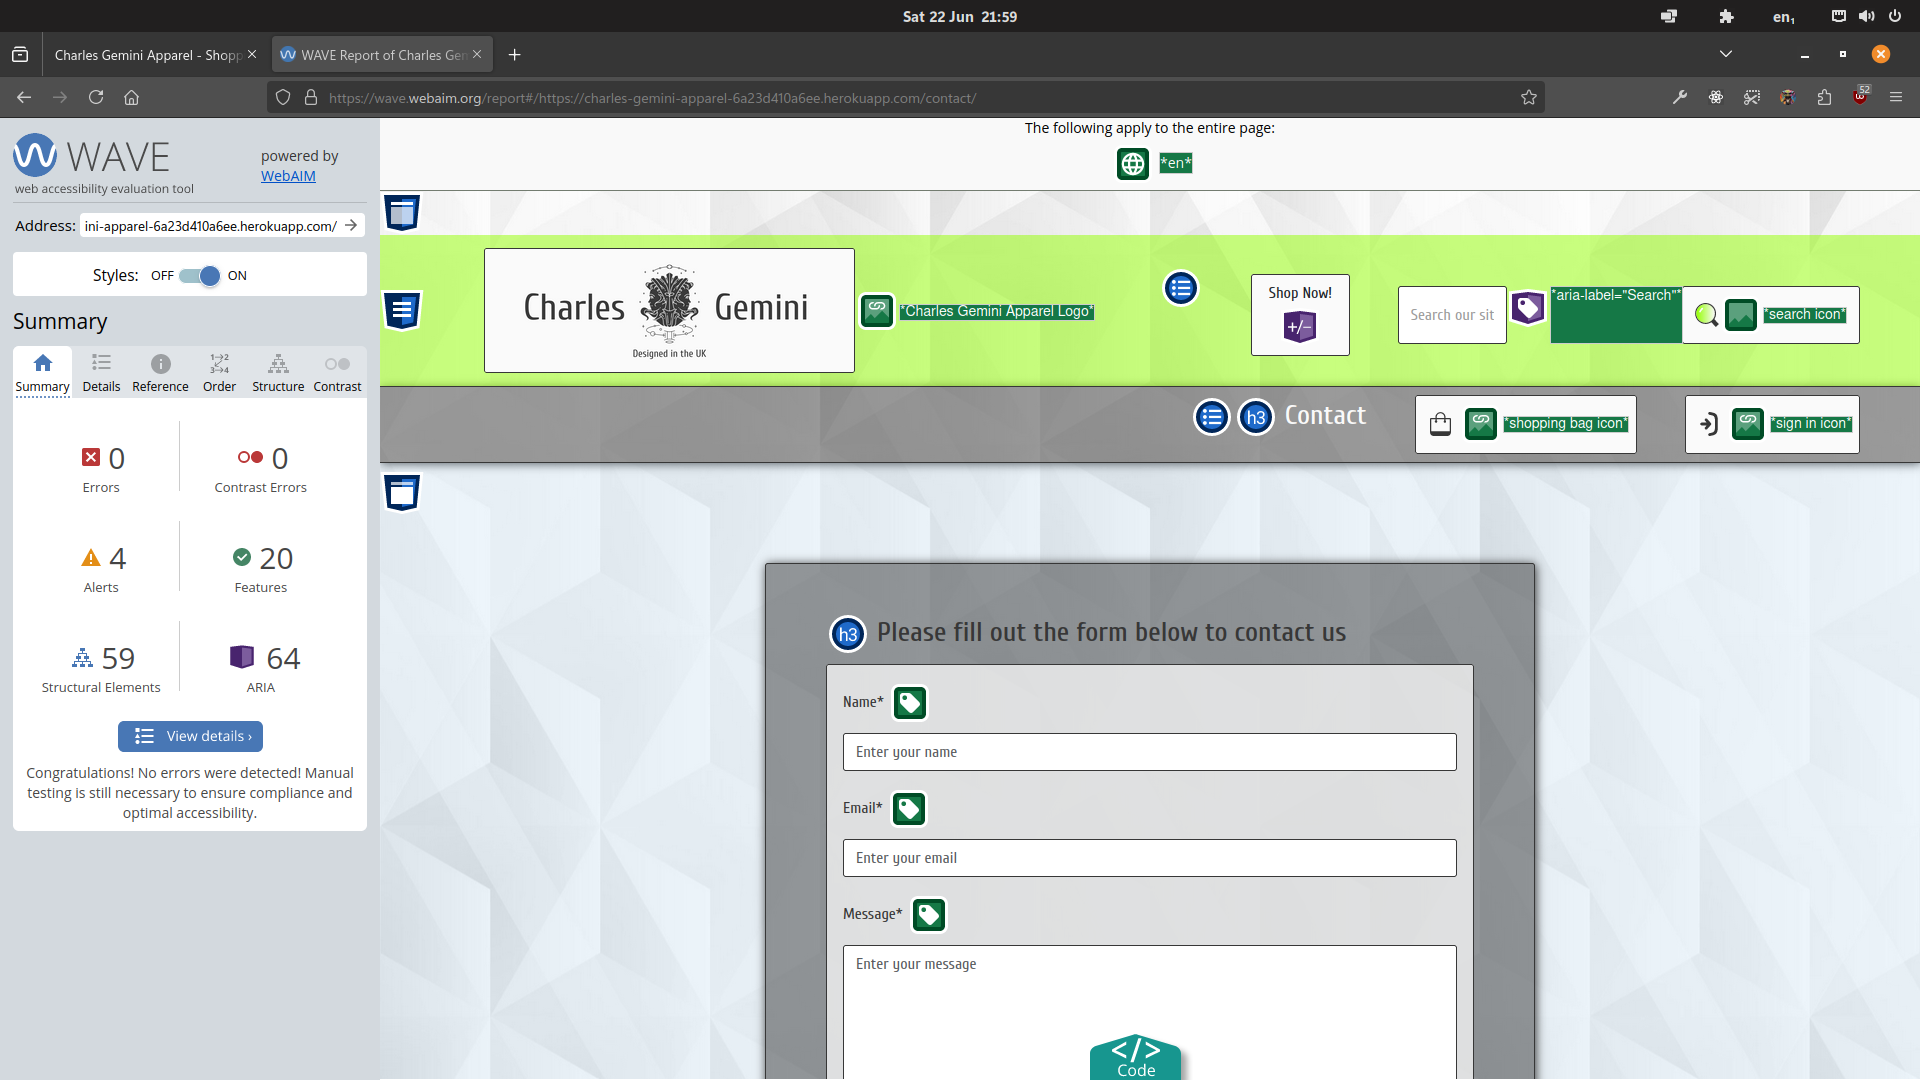 Sat 22 Jun 21:59
en₁
Charles Gemini Apparel - Shopp
WAVE Report of Charles Gem
https://wave.webaim.org/report#/https://charles-gemini-apparel-6a23d410a6ee.herokuapp.com/contact/
52
WAVE
web accessibility evaluation tool
powered by
WebAIM
Address: ini-apparel-6a23d410a6ee.herokuapp.com/
Styles: OFF ON
Summary
Summary Details Reference Order Structure Contrast
0
Errors
0
Contrast Errors
4
Alerts
20
Features
59
Structural Elements
64
ARIA
View details ›
Congratulations! No errors were detected! Manual
testing is still necessary to ensure compliance and
optimal accessibility.
The following apply to the entire page:
*en*
Charles Gemini
Designed in the UK
*Charles Gemini Apparel Logo*
Shop Now!
+/-
Search our sit
*aria-label="Search"*
*search icon*
h3 Contact
*shopping bag icon*
*sign in icon*
h3 Please fill out the form below to contact us
Name*
Enter your name
Email*
Enter your email
Message*
Enter your message
</>
Code